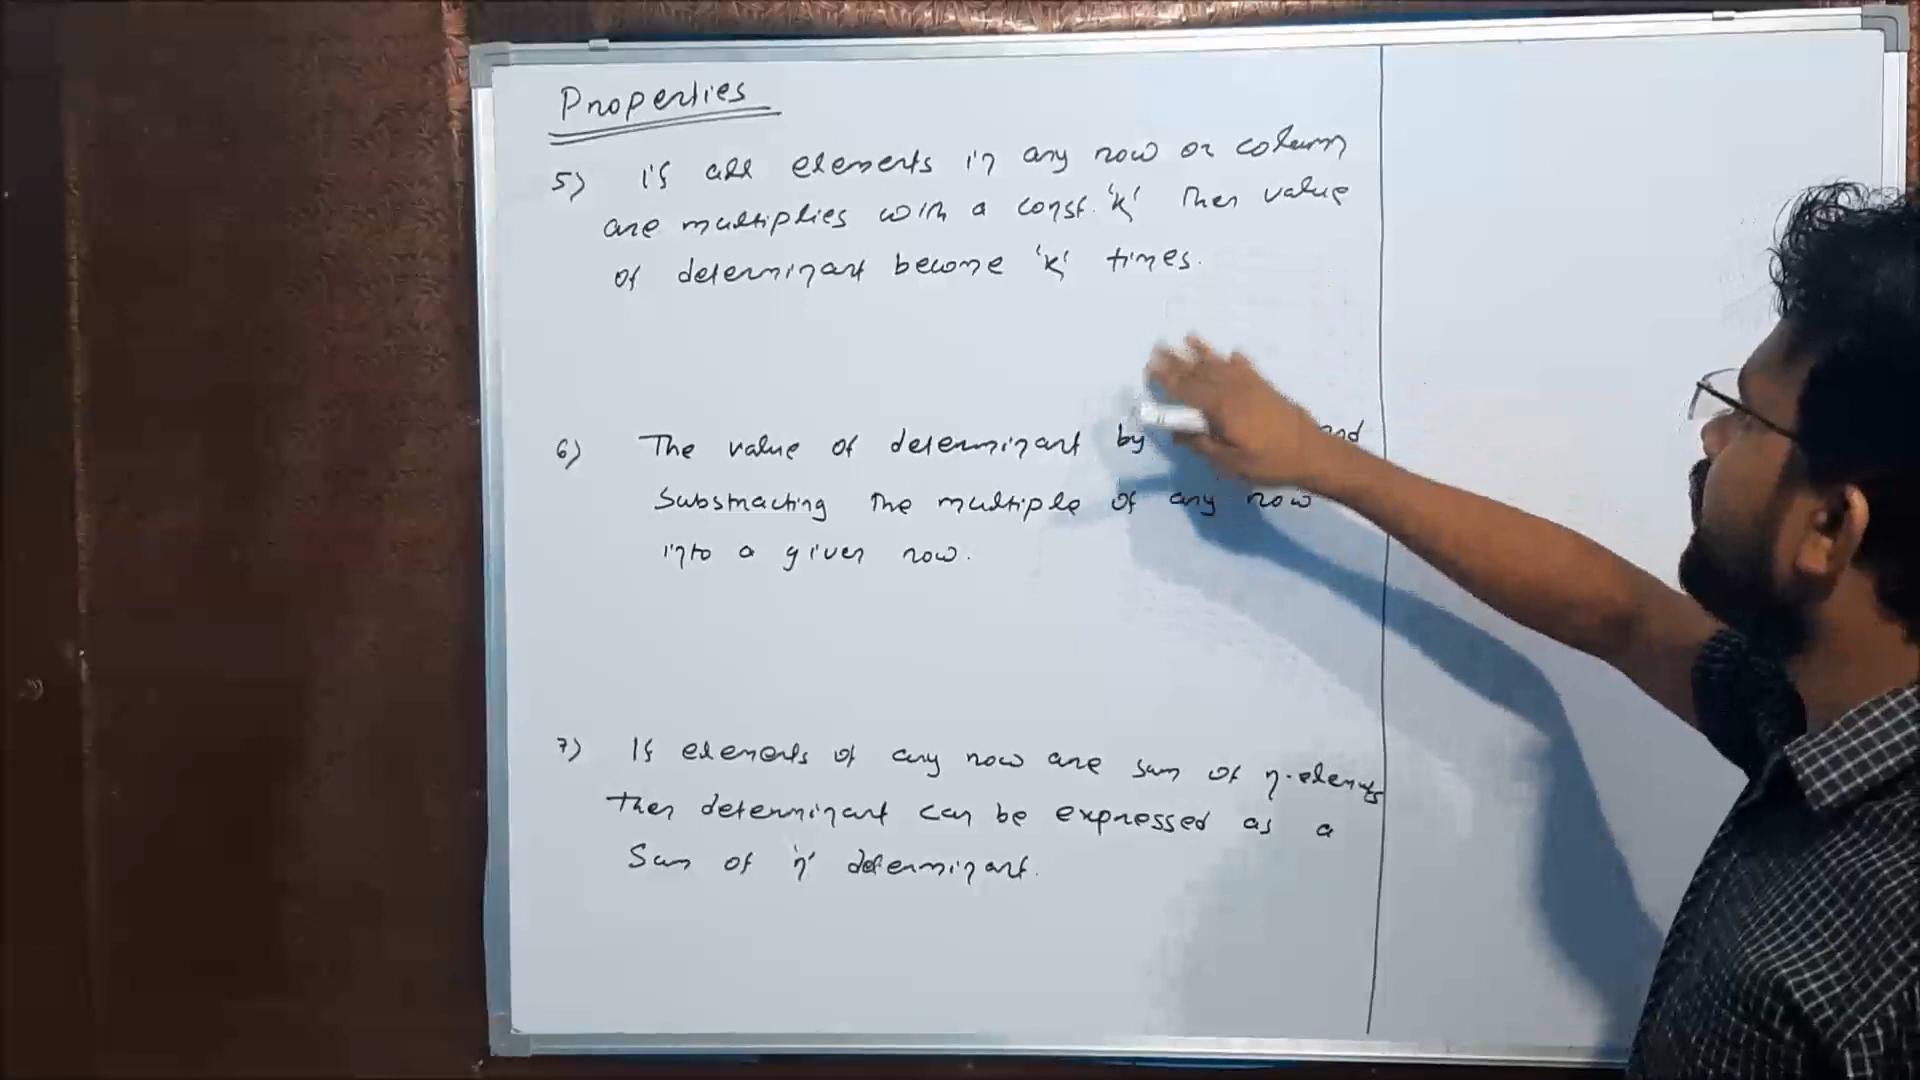 Properties
5) If all elements in any row or column
are multiplies with a const. 'k' Then value
of determinant become 'k' times.
6) The value of determinant by and
Substracting The multiple of any row
into a given row.
7) If elements of any row are sum of n-elements
Then determinant can be expressed as a
Sum of 'n' determinant.